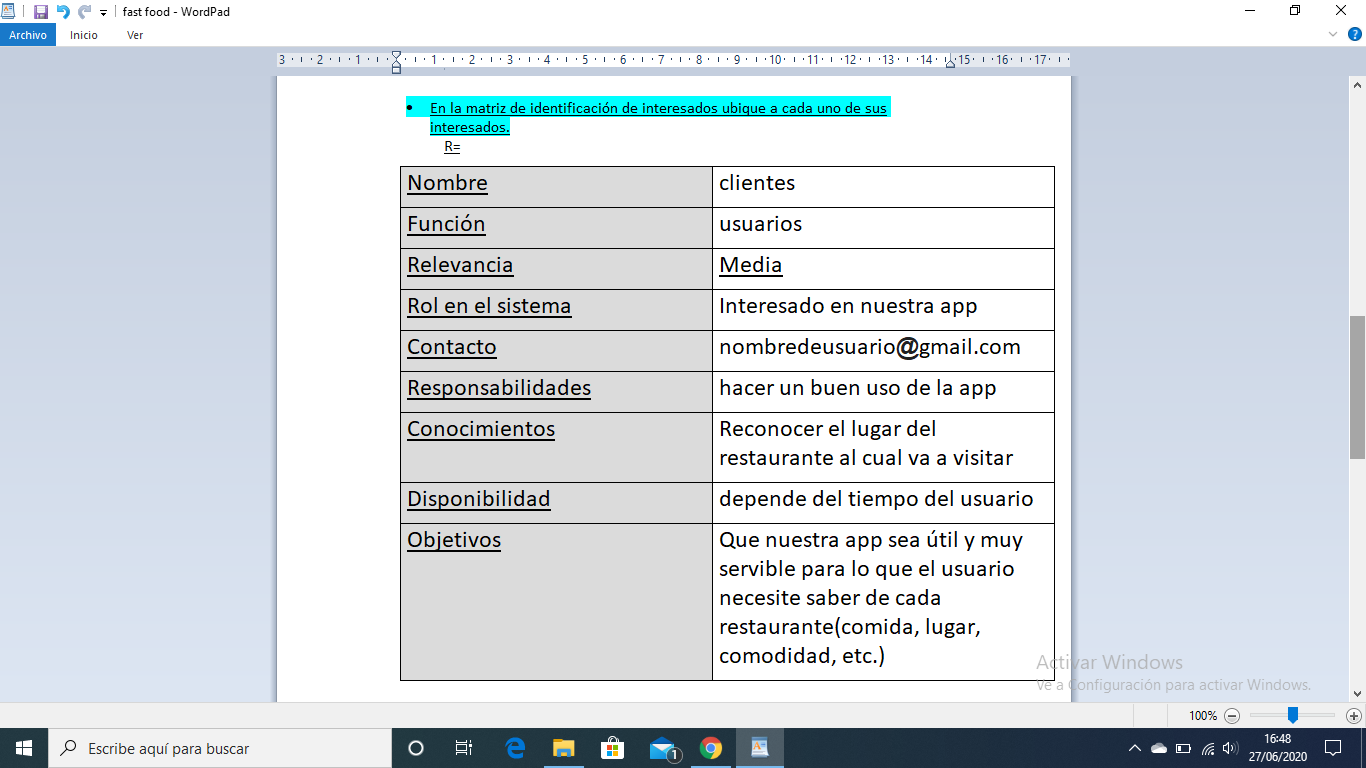 fast food - WordPad
Archivo Inicio Ver
3 2 1 1 2 3 4 5 6 7 8 9 10 11 12 13 14 15 16 17
En la matriz de identificación de interesados ubique a cada uno de sus
interesados.
R=
Nombre clientes
Función usuarios
Relevancia Media
Rol en el sistema Interesado en nuestra app
Contacto nombredeusuario@gmail.com
Responsabilidades hacer un buen uso de la app
Conocimientos Reconocer el lugar del
restaurante al cual va a visitar
Disponibilidad depende del tiempo del usuario
Objetivos Que nuestra app sea útil y muy
servible para lo que el usuario
necesite saber de cada
restaurante(comida, lugar,
comodidad, etc.)
Activar Windows
Ve a Configuración para activar Windows.
100%
Escribe aquí para buscar
1
16:48
27/06/2020